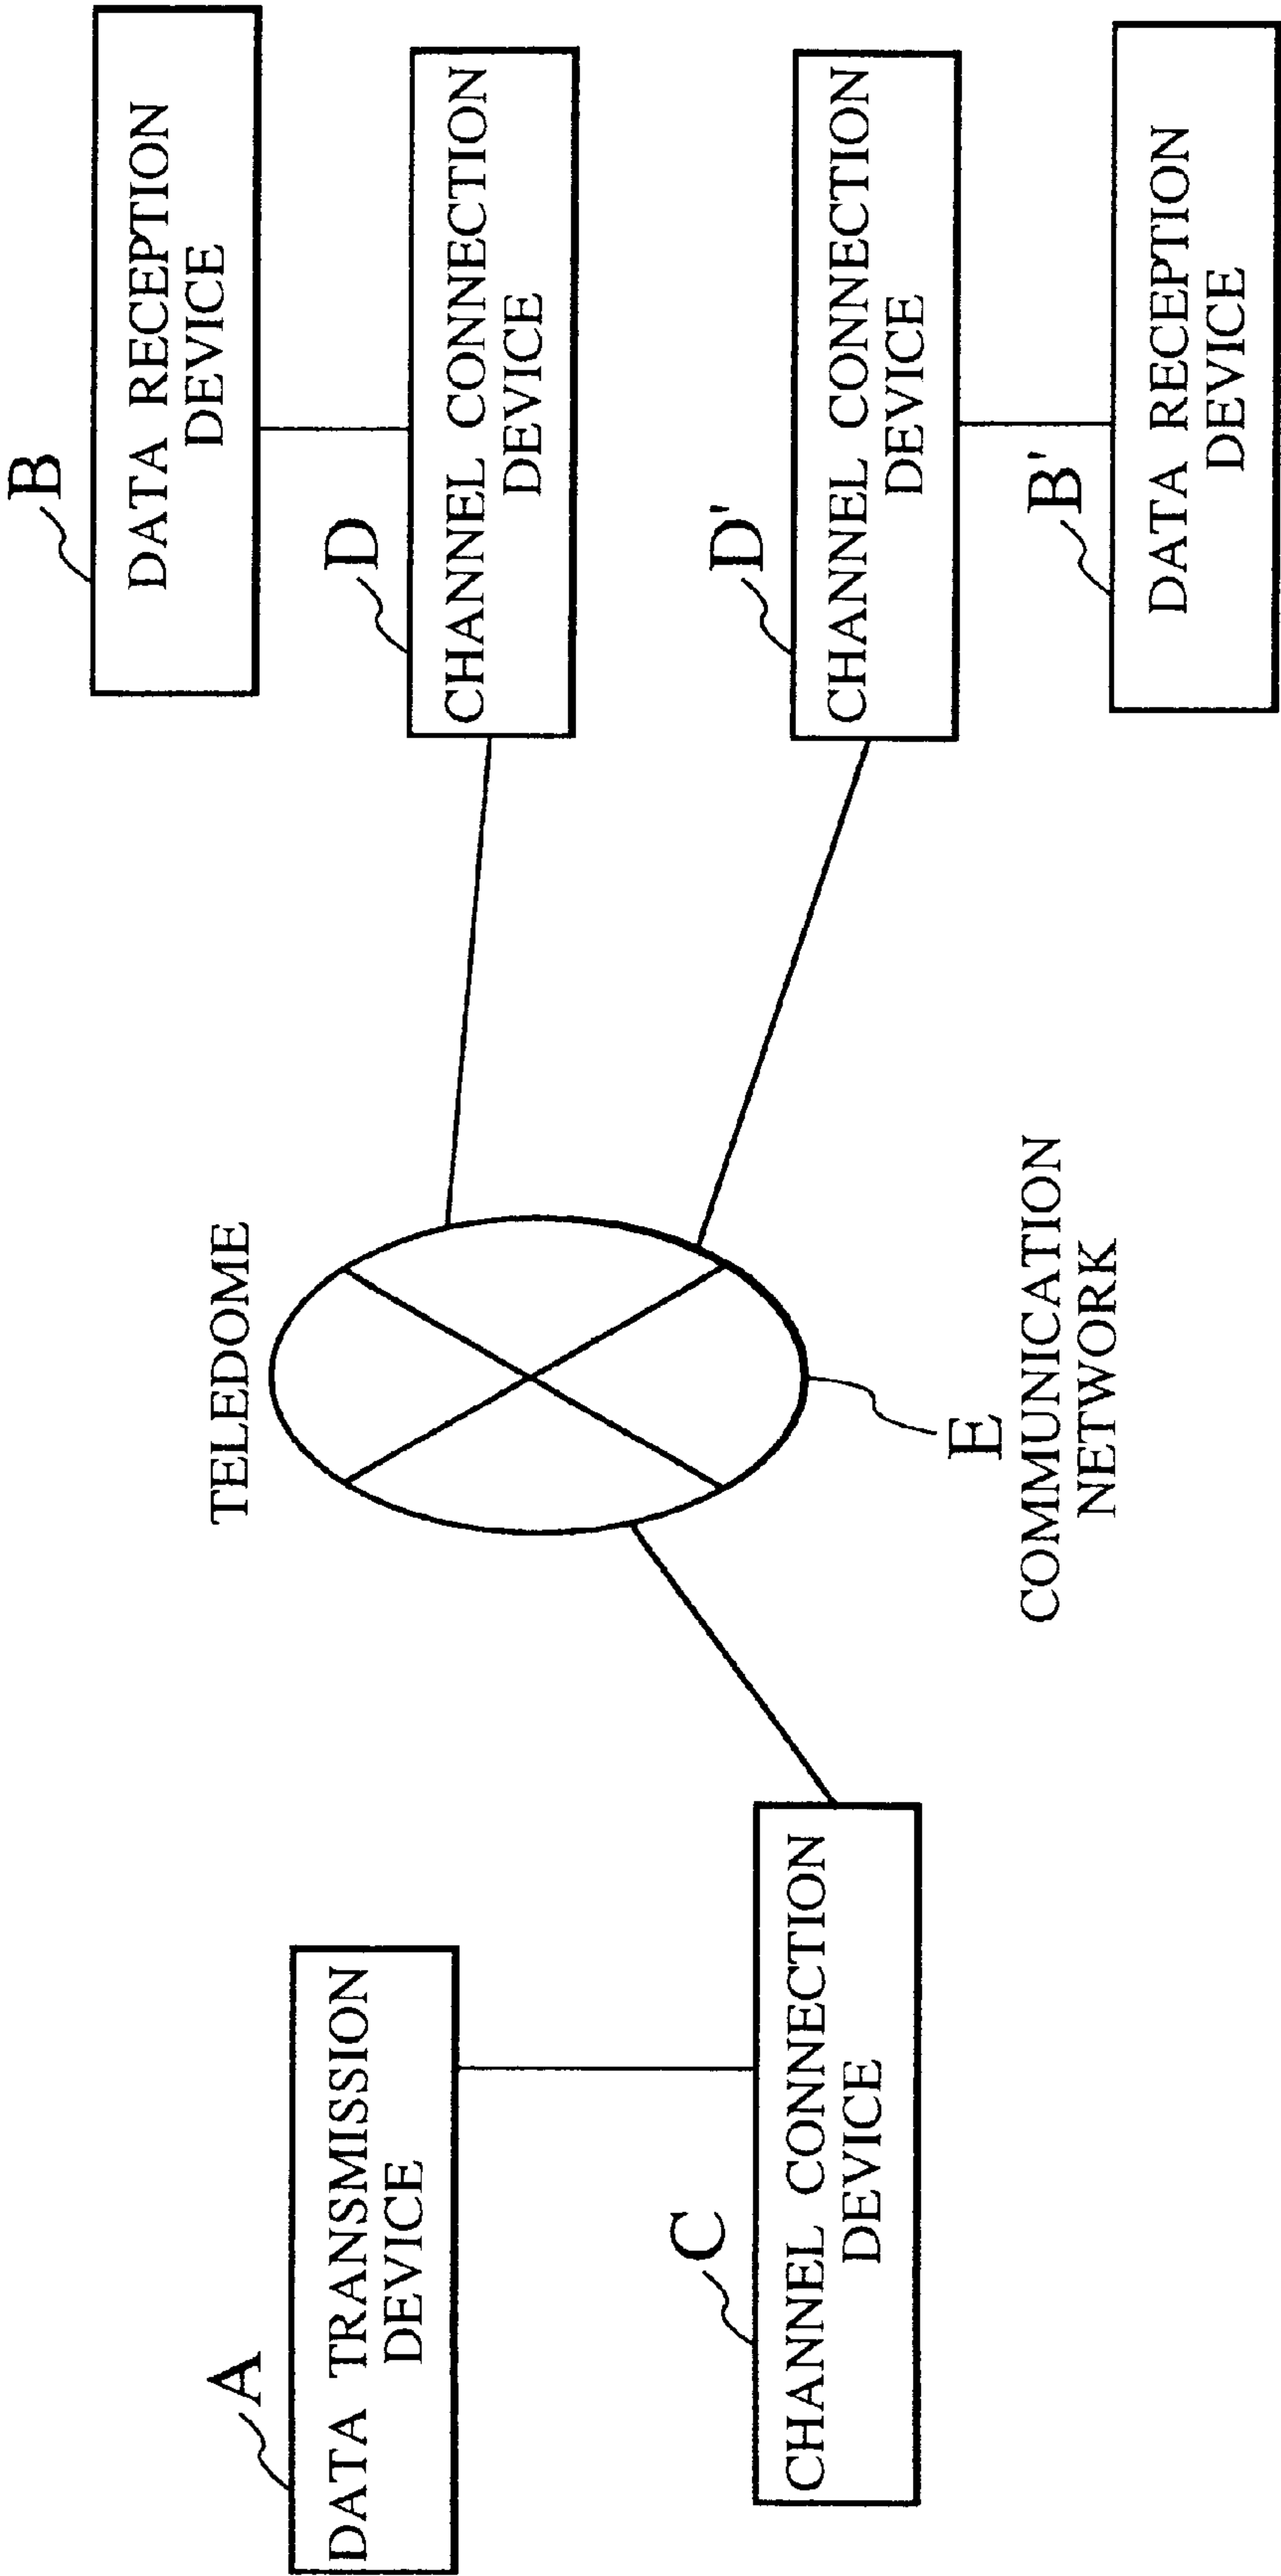 A
DATA TRANSMISSION
DEVICE
C
CHANNEL CONNECTION
DEVICE
TELEDOME
E
COMMUNICATION
NETWORK
B
DATA RECEPTION
DEVICE
D
CHANNEL CONNECTION
DEVICE
D'
CHANNEL CONNECTION
DEVICE
B'
DATA RECEPTION
DEVICE